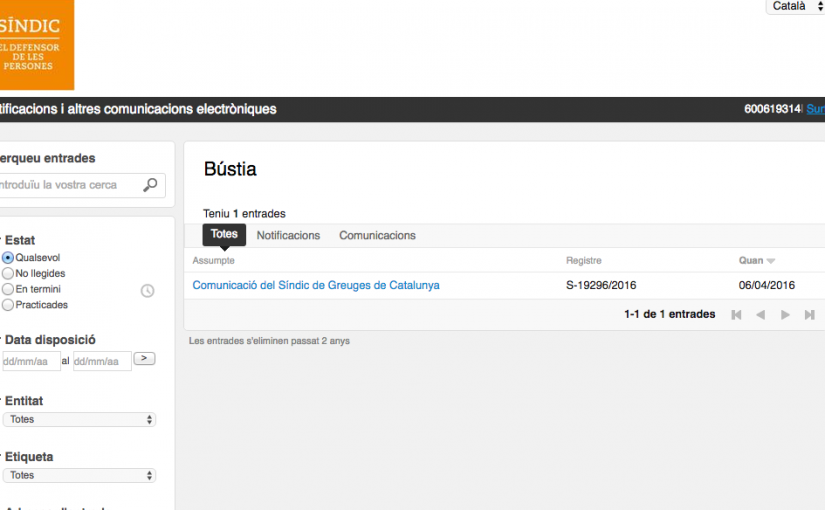 Català
SÍNDIC
EL DEFENSOR
DE LES
PERSONES
tificacions i altres comunicacions electròniques
600619314
Sur
erqueu entrades
ntroduïu la vostra cerca
Estat
Qualsevol
No llegides
En termini
Practicades
Data disposició
dd/mm/aa al dd/mm/aa >
Entitat
Totes
Etiqueta
Totes
Bústia
Teniu 1 entrades
Totes Notificacions Comunicacions
Assumpte Registre Quan
Comunicació del Síndic de Greuges de Catalunya S-19296/2016 06/04/2016
1-1 de 1 entrades
Les entrades s'eliminen passat 2 anys